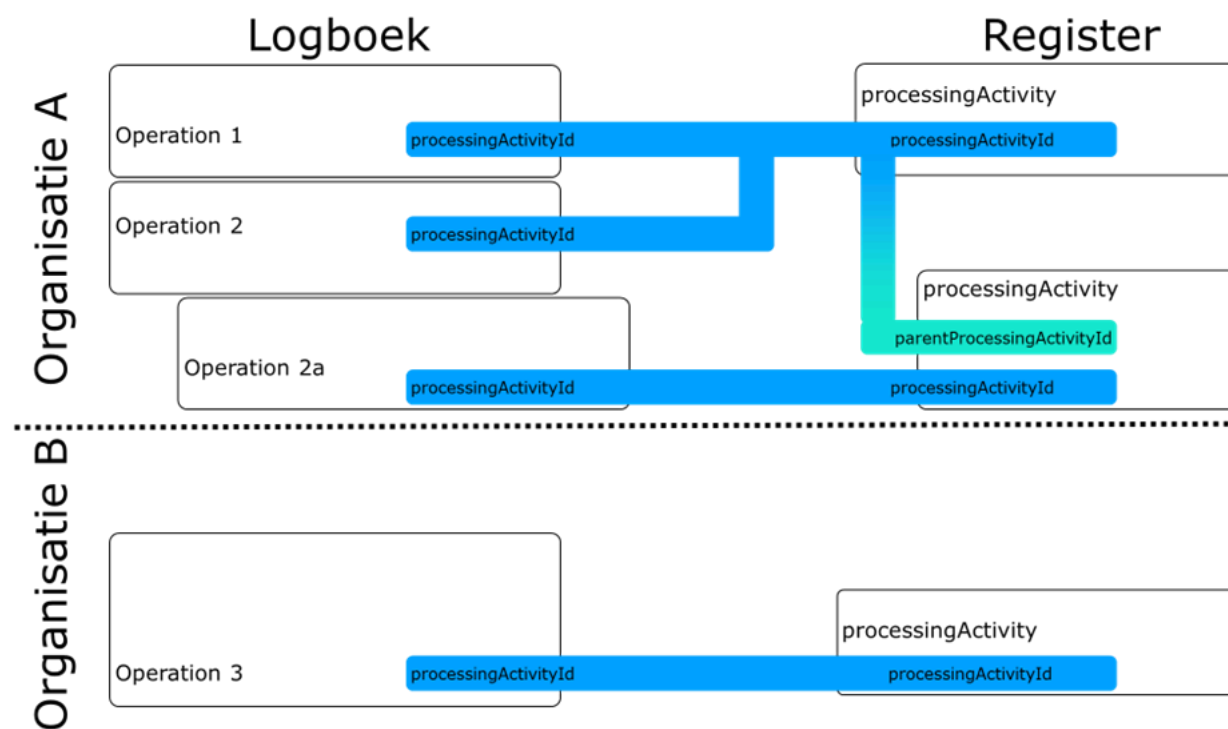 Logboek
Register
Organisatie A
processingActivity
Operation 1
processingActivityId
processingActivityId
Operation 2
processingActivityId
processingActivity
parentProcessingActivityId
Operation 2a
processingActivityId
processingActivityId
Organisatie B
processingActivity
Operation 3
processingActivityId
processingActivityId